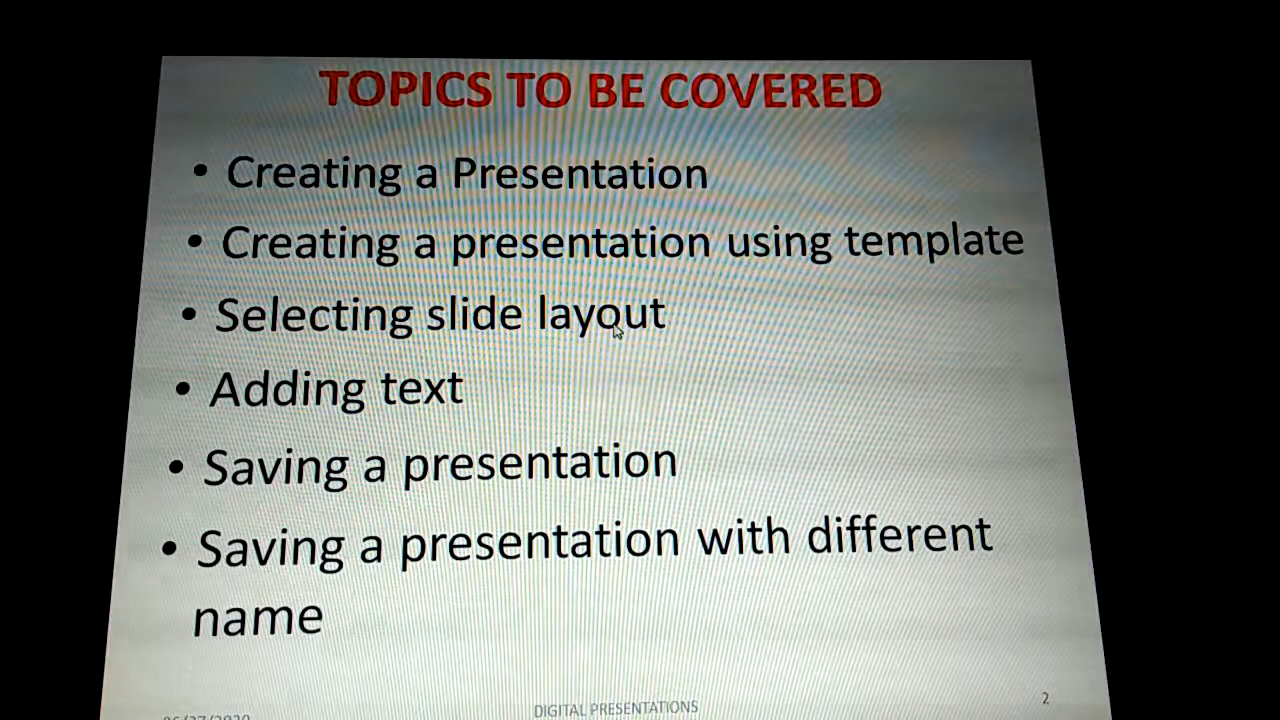 TOPICS TO BE COVERED
• Creating a Presentation
• Creating a presentation using template
• Selecting slide layout
• Adding text
• Saving a presentation
• Saving a presentation with different
name
DIGITAL PRESENTATIONS
2